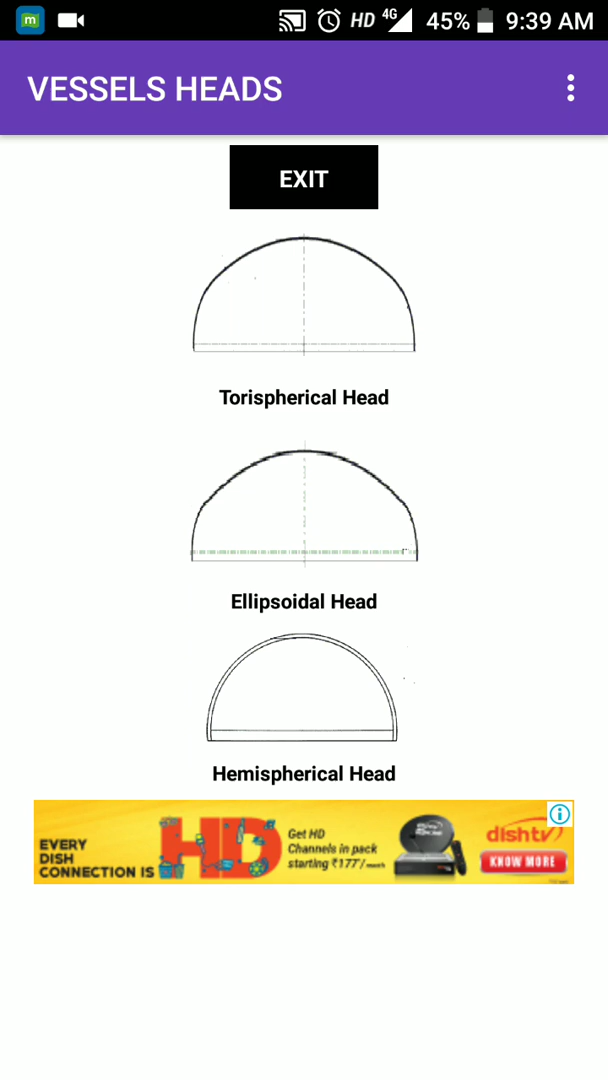 m HD 4G 45% 9:39 AM
VESSELS HEADS
EXIT
Torispherical Head
Ellipsoidal Head
Hemispherical Head
EVERY
DISH
CONNECTION IS
HD
Get HD
Channels in pack
starting ₹177*/month
dishtv
KNOW MORE